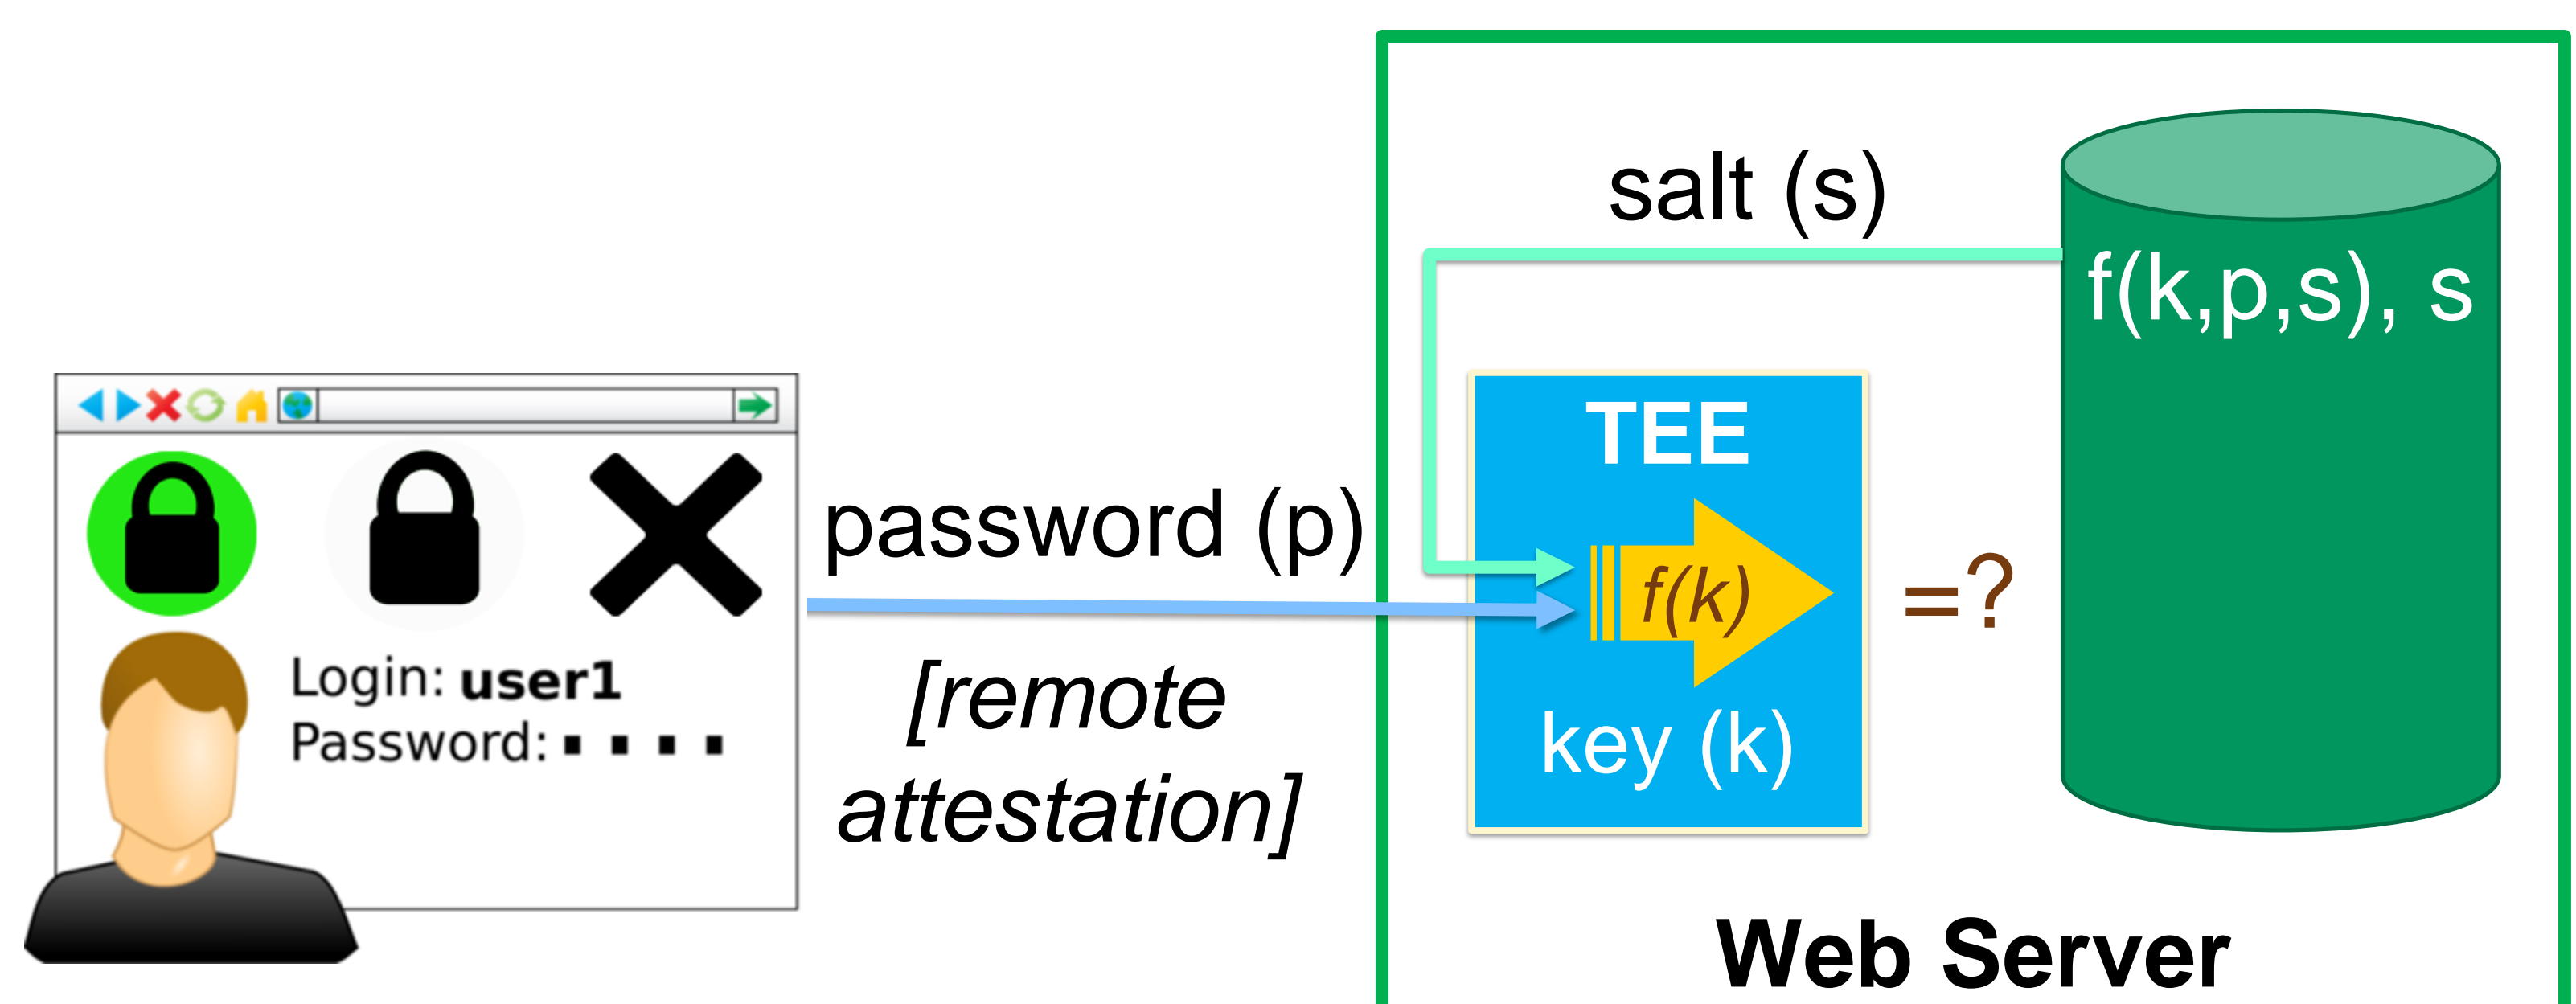 salt (s)
f(k,p,s), s
TEE
password (p)
f(k)
=?
Login: user1
Password:
[remote
attestation]
key (k)
Web Server